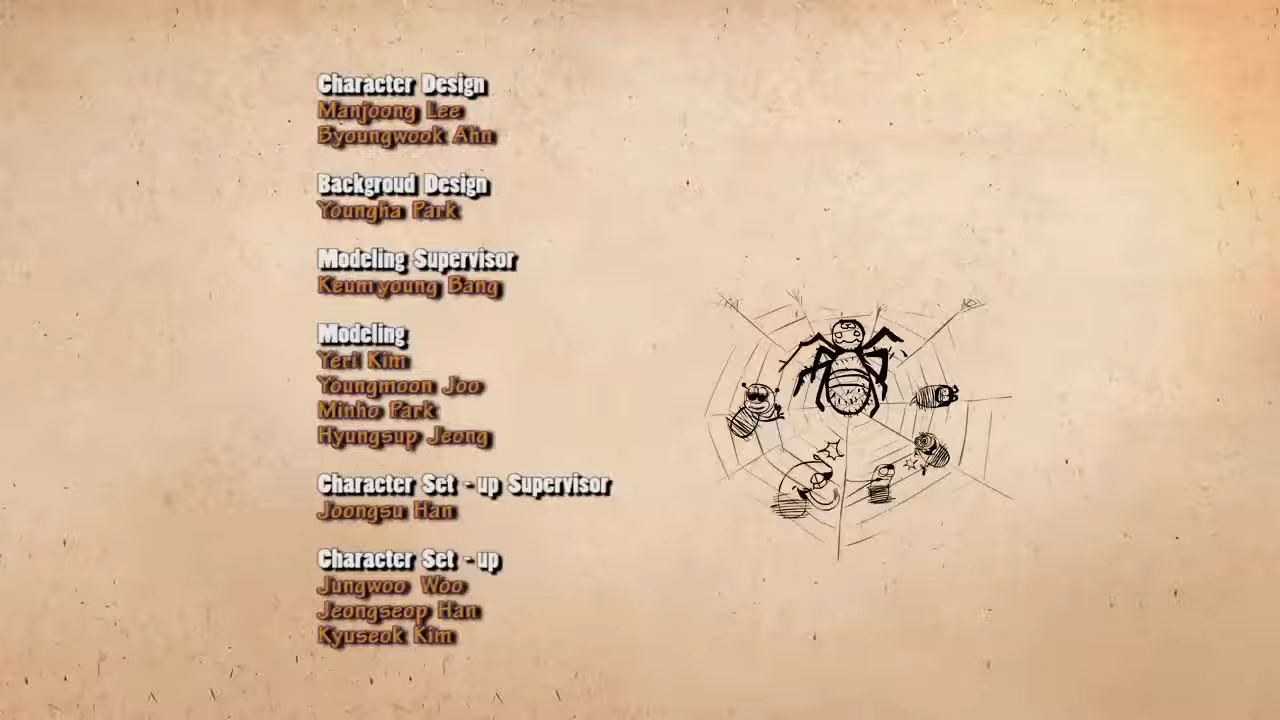 Character Design
Manjoong Lee
Byoungwook Ahn
Backgroud Design
Youngha Park
Modeling Supervisor
Keumyoung Bang
Modeling
Yeri Kim
Youngmoon Joo
Minho Park
Hyungsup Jeong
Character Set - up Supervisor
Joongsu Han
Character Set - up
Jungwoo Woo
Jeongseop Han
Kyuseok Kim